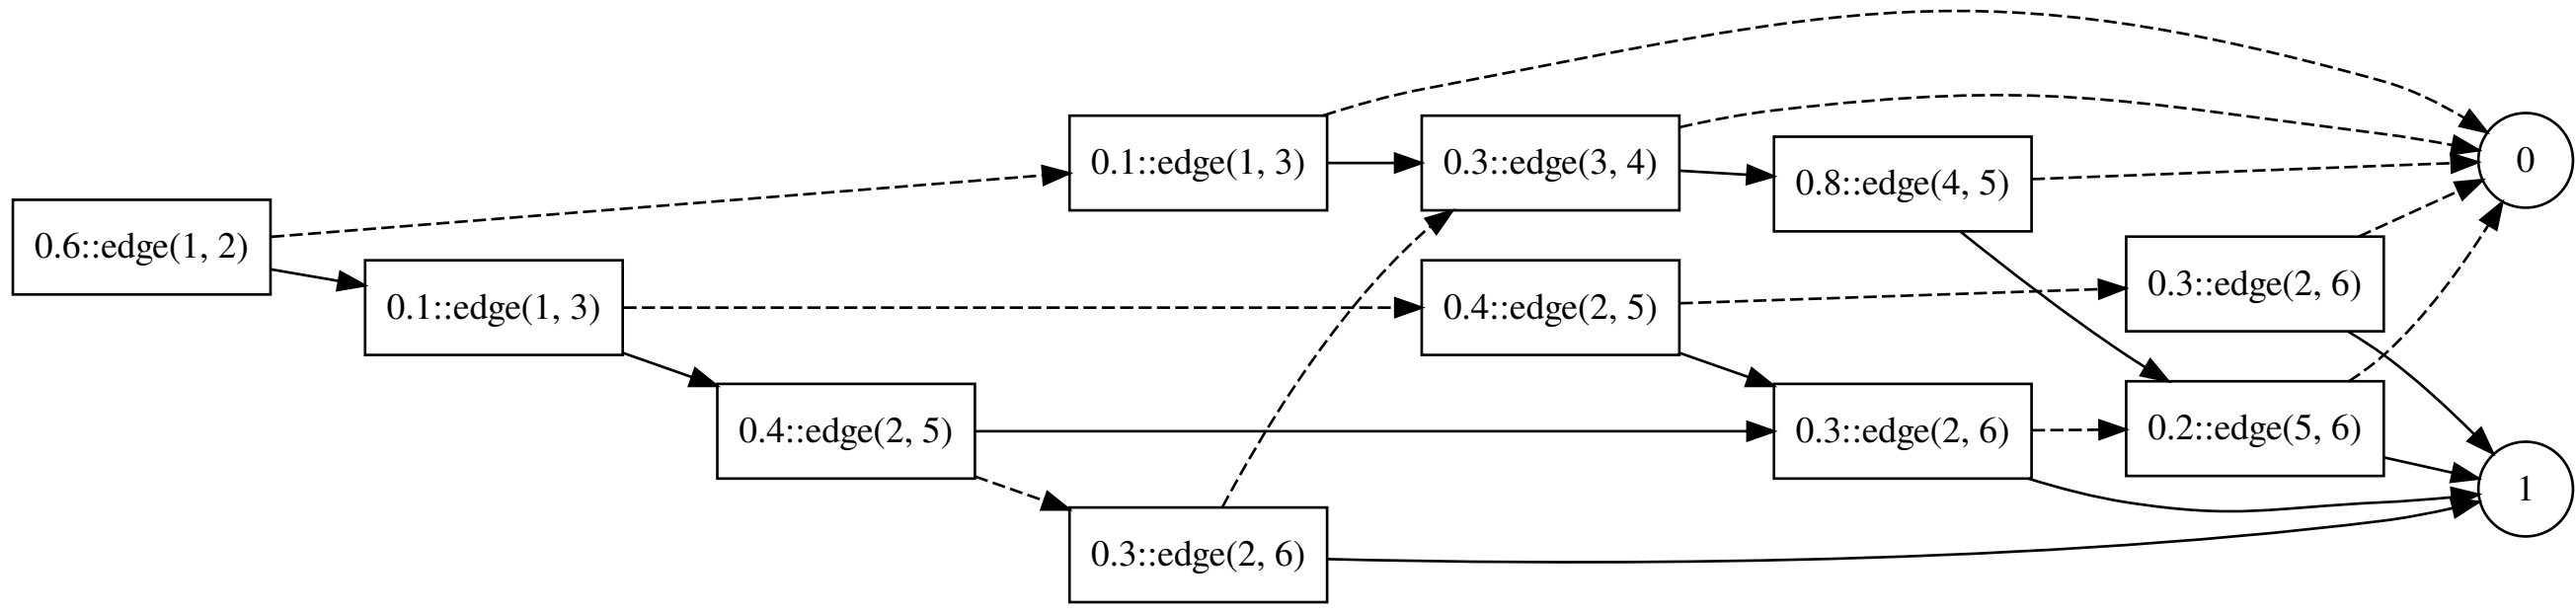 0.6::edge(1, 2)
0.1::edge(1, 3)
0.4::edge(2, 5)
0.1::edge(1, 3)
0.3::edge(2, 6)
0.3::edge(3, 4)
0.4::edge(2, 5)
0.8::edge(4, 5)
0.3::edge(2, 6)
0.3::edge(2, 6)
0.2::edge(5, 6)
0
1